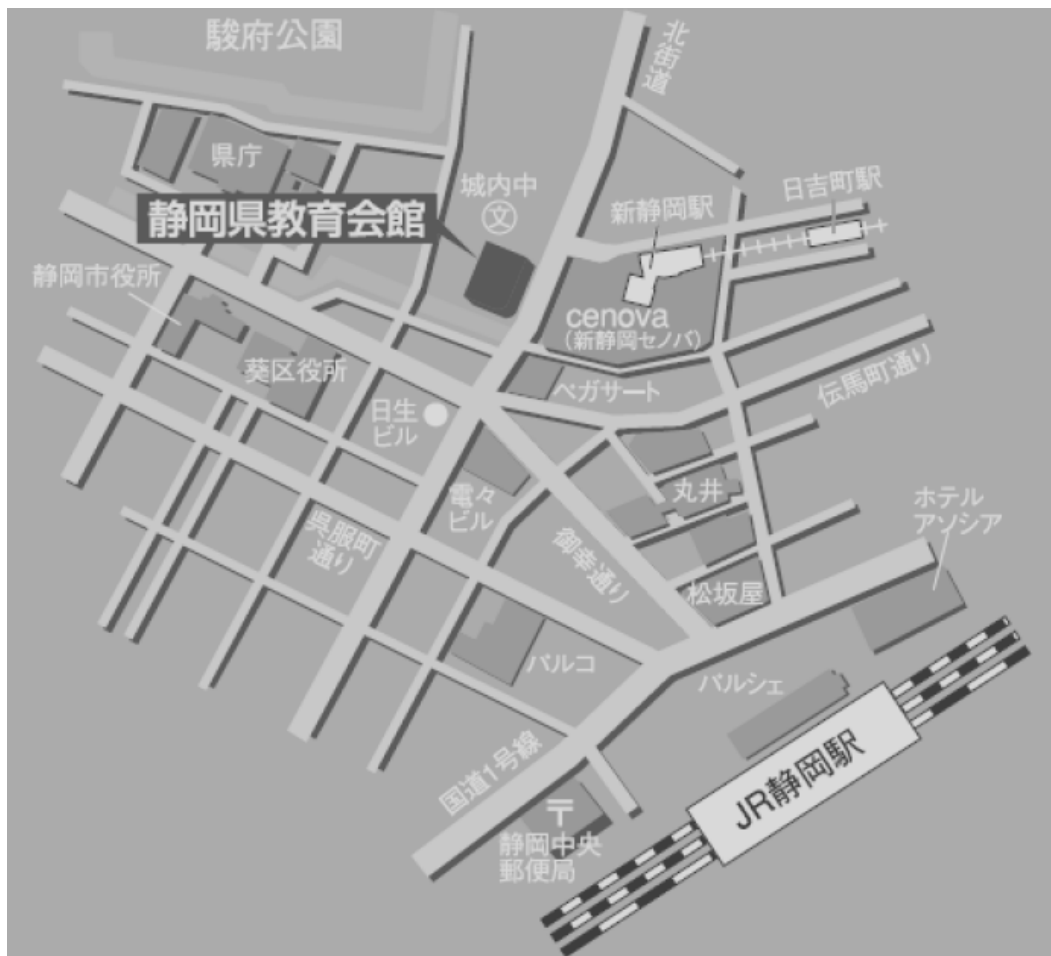 駿府公園
北街道
県庁
城内中
文
日吉町駅
新静岡駅
静岡県教育会館
静岡市役所
cenova
(新静岡セノバ)
葵区役所
ペガサート
伝馬町通り
日生
ビル
電々
ビル
丸井
ホテル
アソシア
呉服町
通り
御幸通り
松坂屋
パルコ
パルシェ
国道1号線
JR静岡駅
〒
静岡中央
郵便局